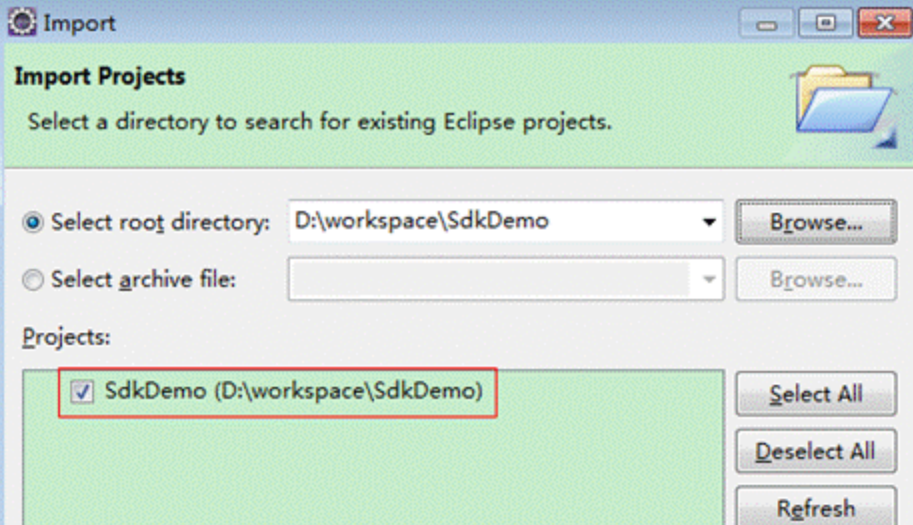 Import
Import Projects
Select a directory to search for existing Eclipse projects.
Select root directory: D:\workspace\SdkDemo Browse...
Select archive file: Browse...
Projects:
SdkDemo (D:\workspace\SdkDemo)
Select All
Deselect All
Refresh